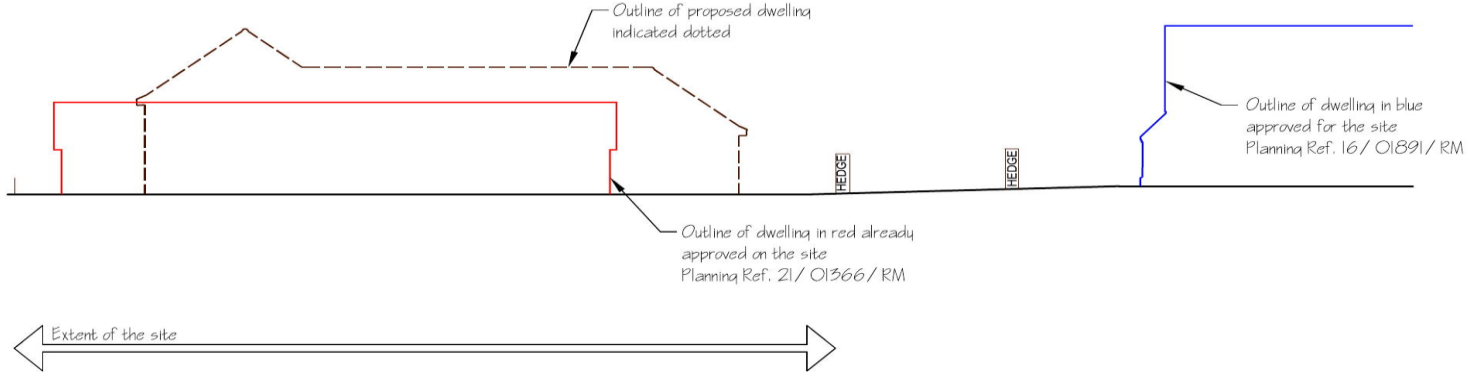 Outline of proposed dwelling
indicated dotted
Outline of dwelling in blue
approved for the site
Planning Ref. 16/ 01891/ RM
HEDGE
HEDGE
Outline of dwelling in red already
approved on the site
Planning Ref. 21/ 01366/ RM
Extent of the site